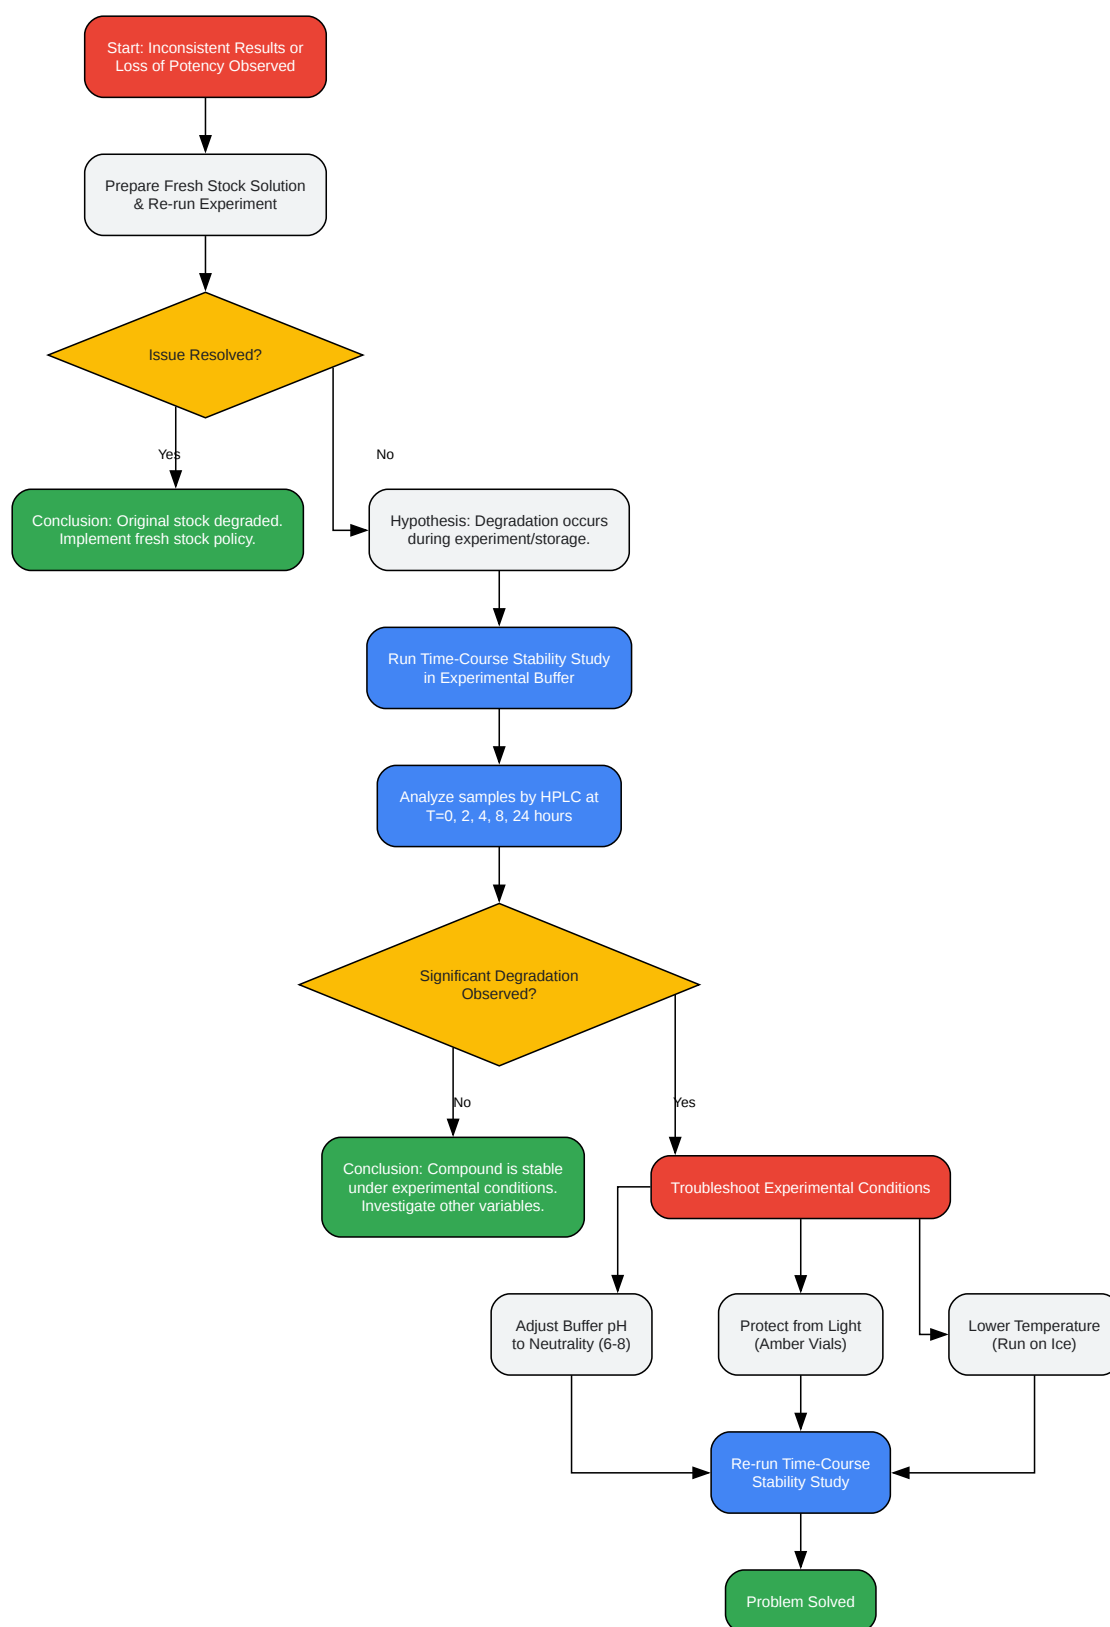 Start: Inconsistent Results or
Loss of Potency Observed
Prepare Fresh Stock Solution
& Re-run Experiment
Issue Resolved?
Yes
No
Conclusion: Original stock degraded.
Implement fresh stock policy.
Hypothesis: Degradation occurs
during experiment/storage.
Run Time-Course Stability Study
in Experimental Buffer
Analyze samples by HPLC at
T=0, 2, 4, 8, 24 hours
Significant Degradation
Observed?
No
Yes
Conclusion: Compound is stable
under experimental conditions.
Investigate other variables.
Troubleshoot Experimental Conditions
Adjust Buffer pH
to Neutrality (6-8)
Protect from Light
(Amber Vials)
Lower Temperature
(Run on Ice)
Re-run Time-Course
Stability Study
Problem Solved